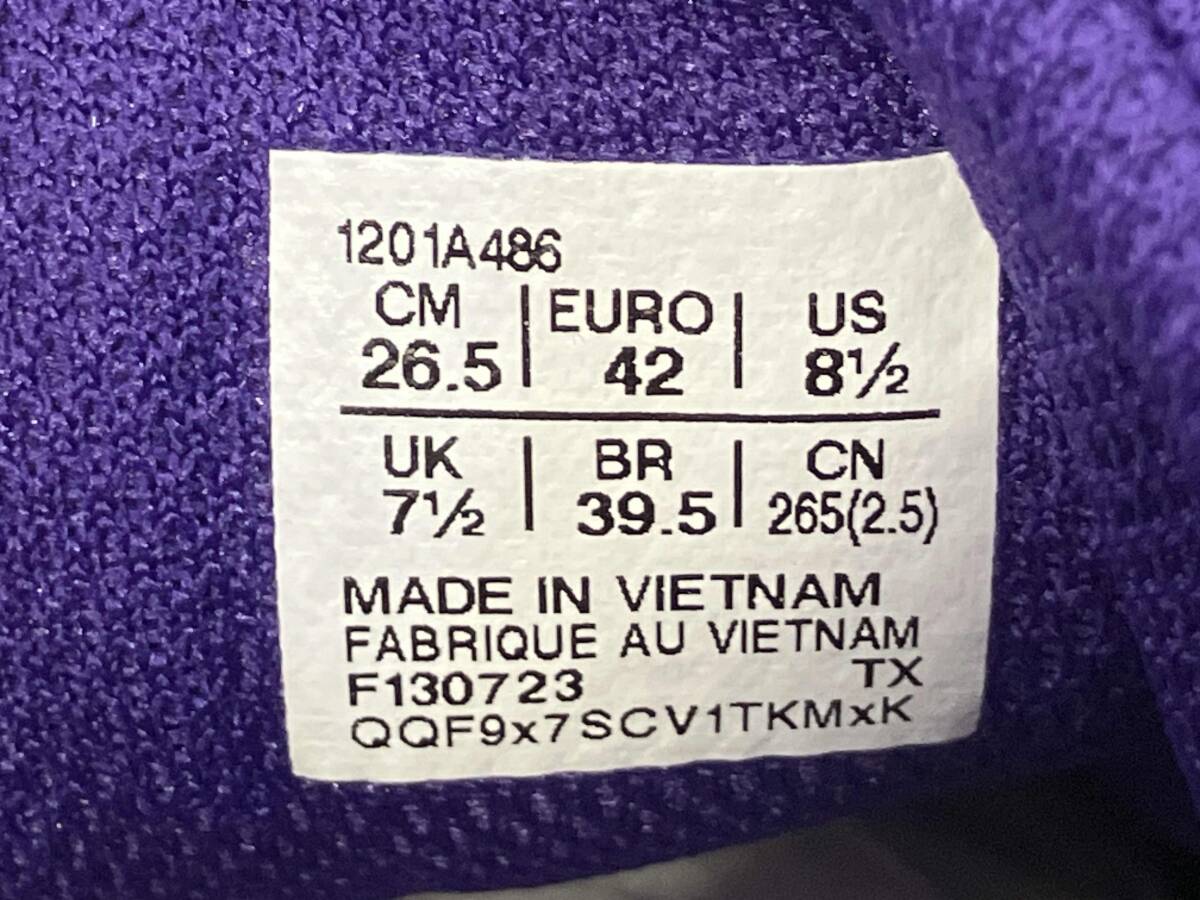 1201A486
CM | EURO | US
26.5 | 42 | 8½
UK | BR | CN
7½ | 39.5 | 265(2.5)
MADE IN VIETNAM
FABRIQUE AU VIETNAM
F130723 TX
QQF9x7SCV1TKMxK